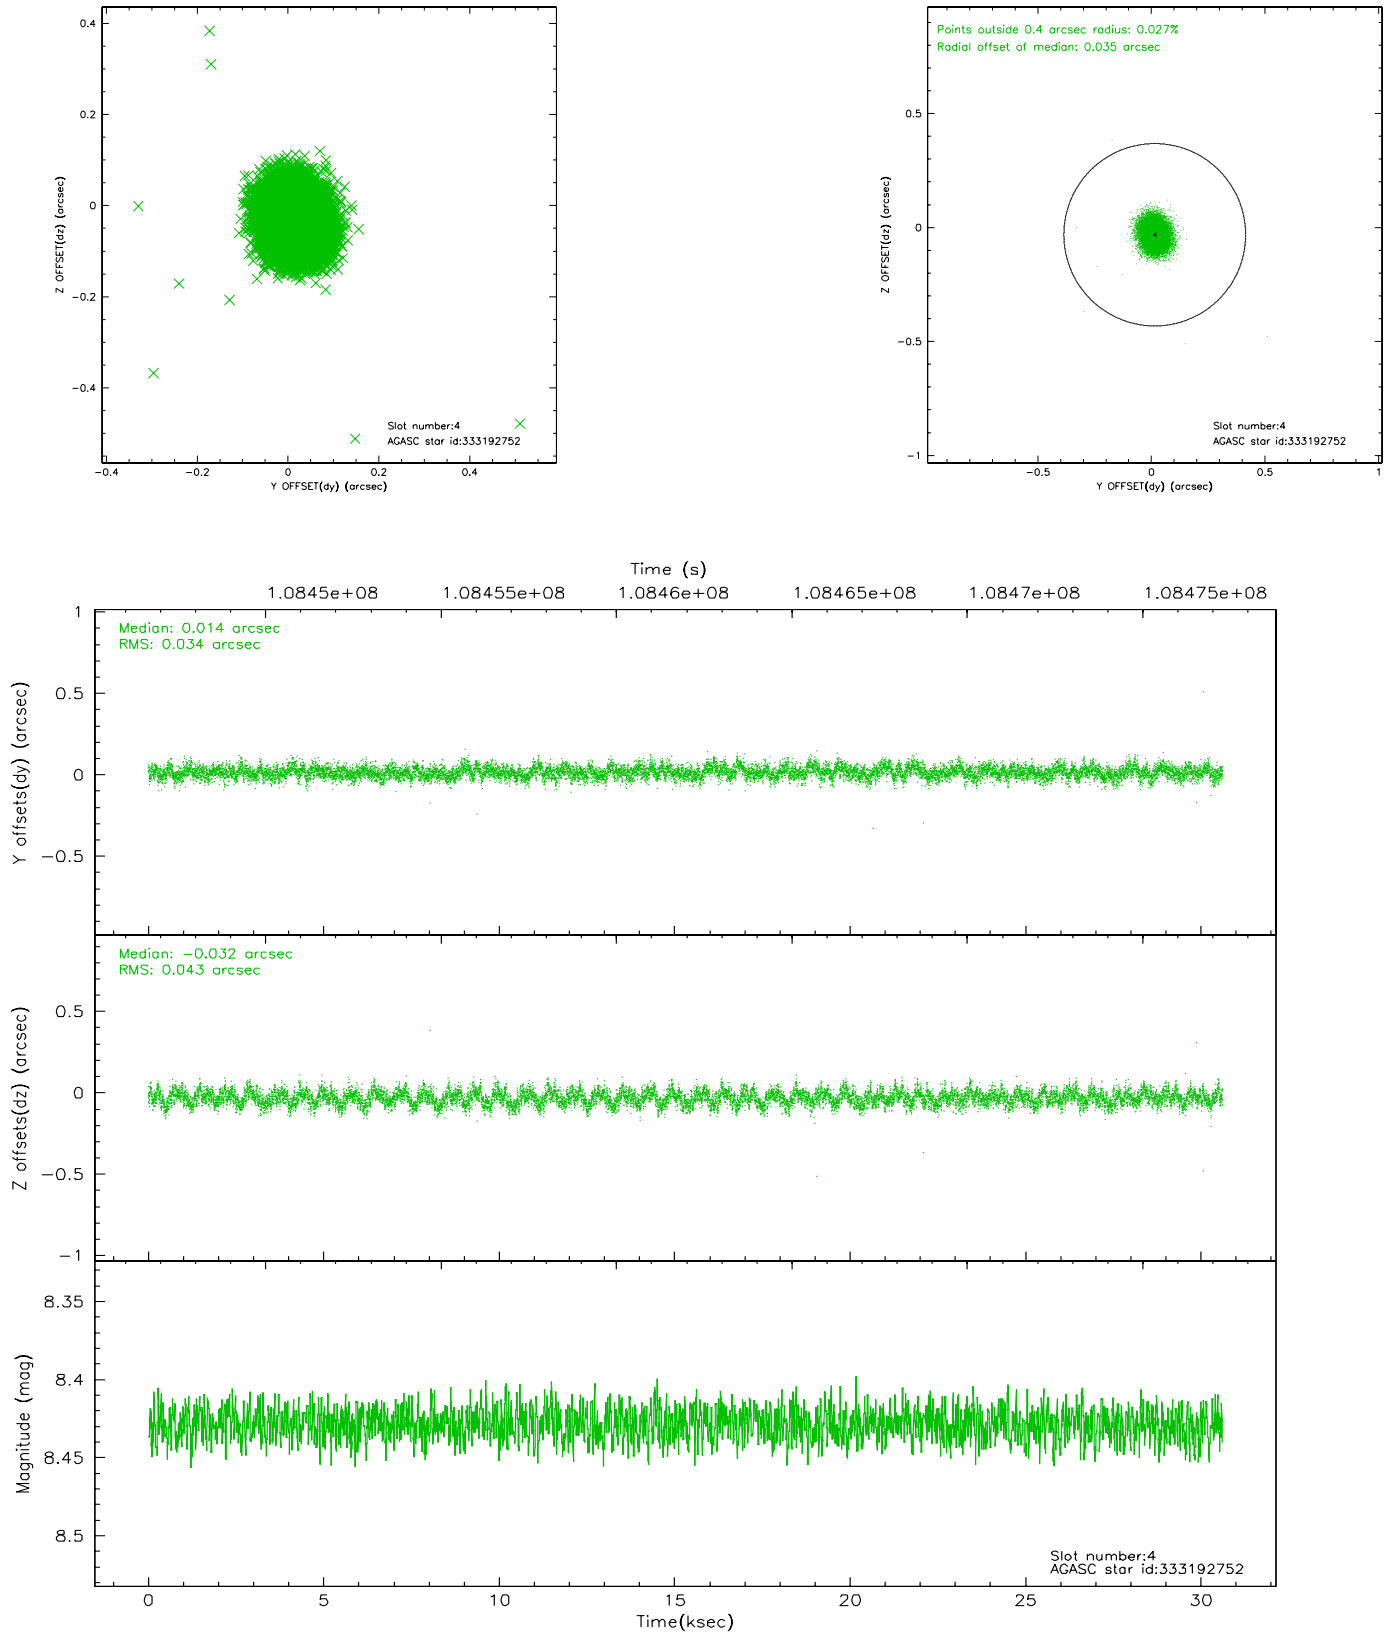 0.4
0.2
0
−0.2
−0.4
Z OFFSET(dz) (arcsec)
−0.4 −0.2 0 0.2 0.4
Y OFFSET(dy) (arcsec)
Slot number:4
AGASC star id:333192752
Points outside 0.4 arcsec radius: 0.027%
Radial offset of median: 0.035 arcsec
0.5
0
−0.5
−1
Z OFFSET(dz) (arcsec)
−0.5 0 0.5 1
Y OFFSET(dy) (arcsec)
Slot number:4
AGASC star id:333192752
Time (s)
1.0845e+08 1.08455e+08 1.0846e+08 1.08465e+08 1.0847e+08 1.08475e+08
Median: 0.014 arcsec
RMS: 0.034 arcsec
1
0.5
0
−0.5
Y offsets(dy) (arcsec)
Median: −0.032 arcsec
RMS: 0.043 arcsec
0.5
0
−0.5
−1
Z offsets(dz) (arcsec)
8.35
8.4
8.45
8.5
Magnitude (mag)
Slot number:4
AGASC star id:333192752
0 5 10 15 20 25 30
Time(ksec)